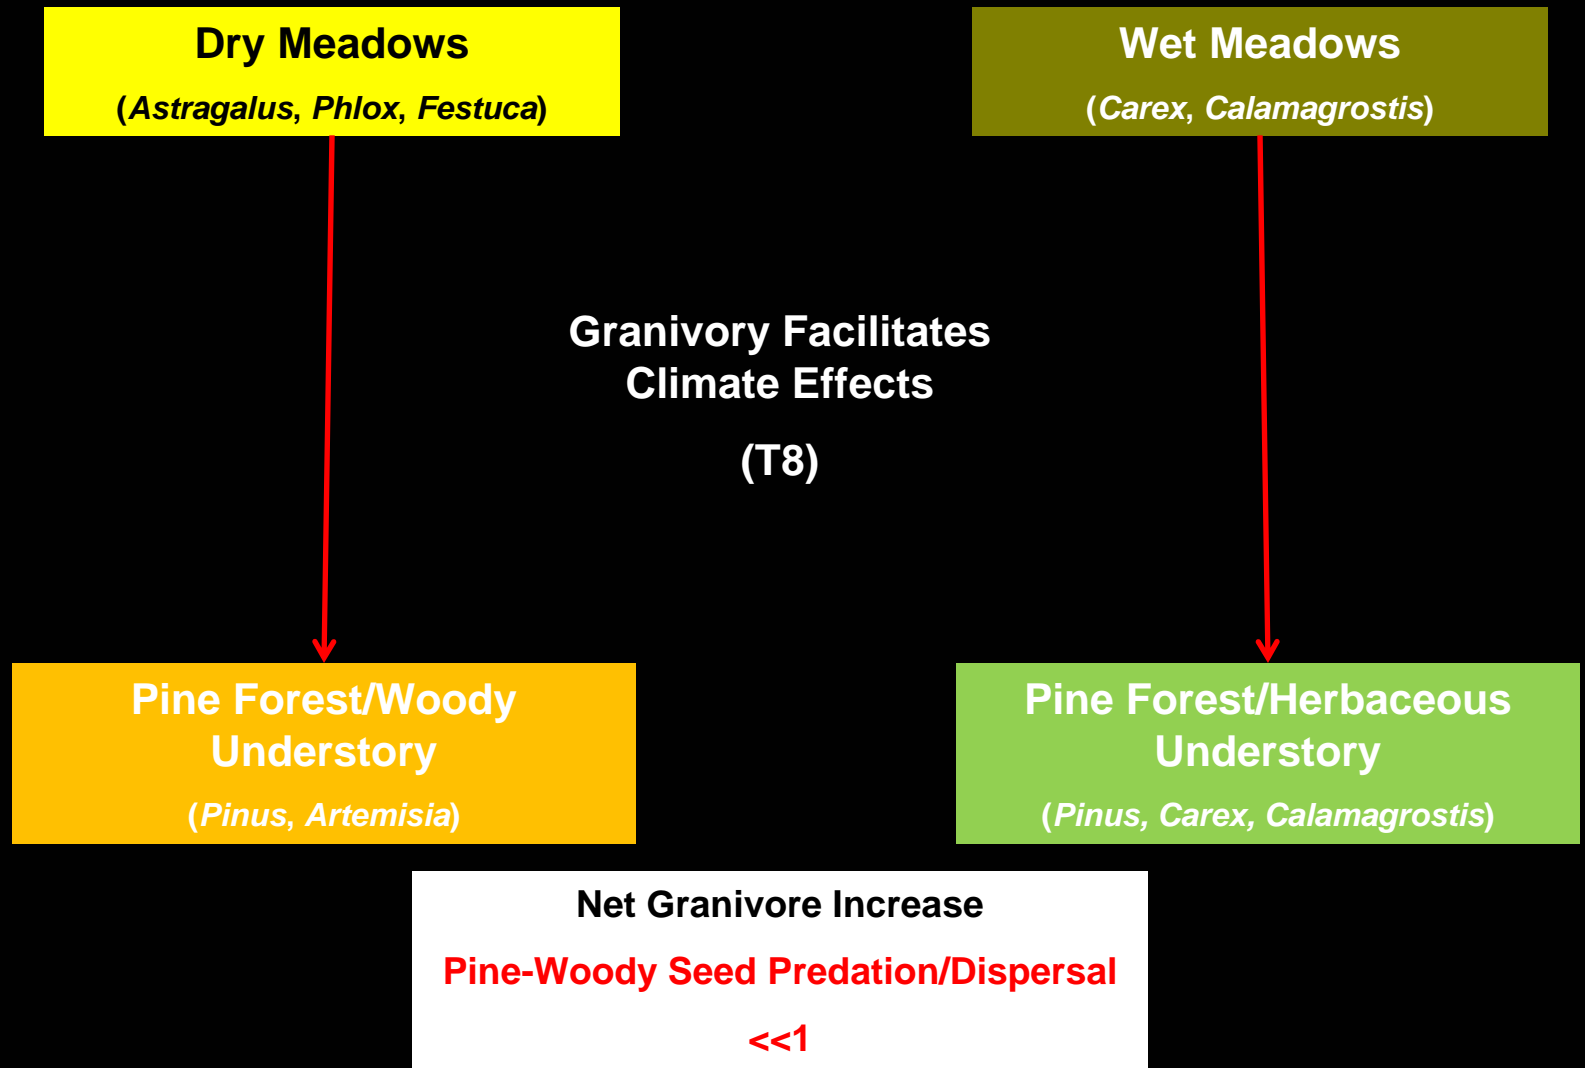 Dry Meadows
(Astragalus, Phlox, Festuca)
Wet Meadows
(Carex, Calamagrostis)
Granivory Facilitates
Climate Effects
(T8)
Pine Forest/Woody
Understory
(Pinus, Artemisia)
Pine Forest/Herbaceous
Understory
(Pinus, Carex, Calamagrostis)
Net Granivore Increase
Pine-Woody Seed Predation/Dispersal
<<1